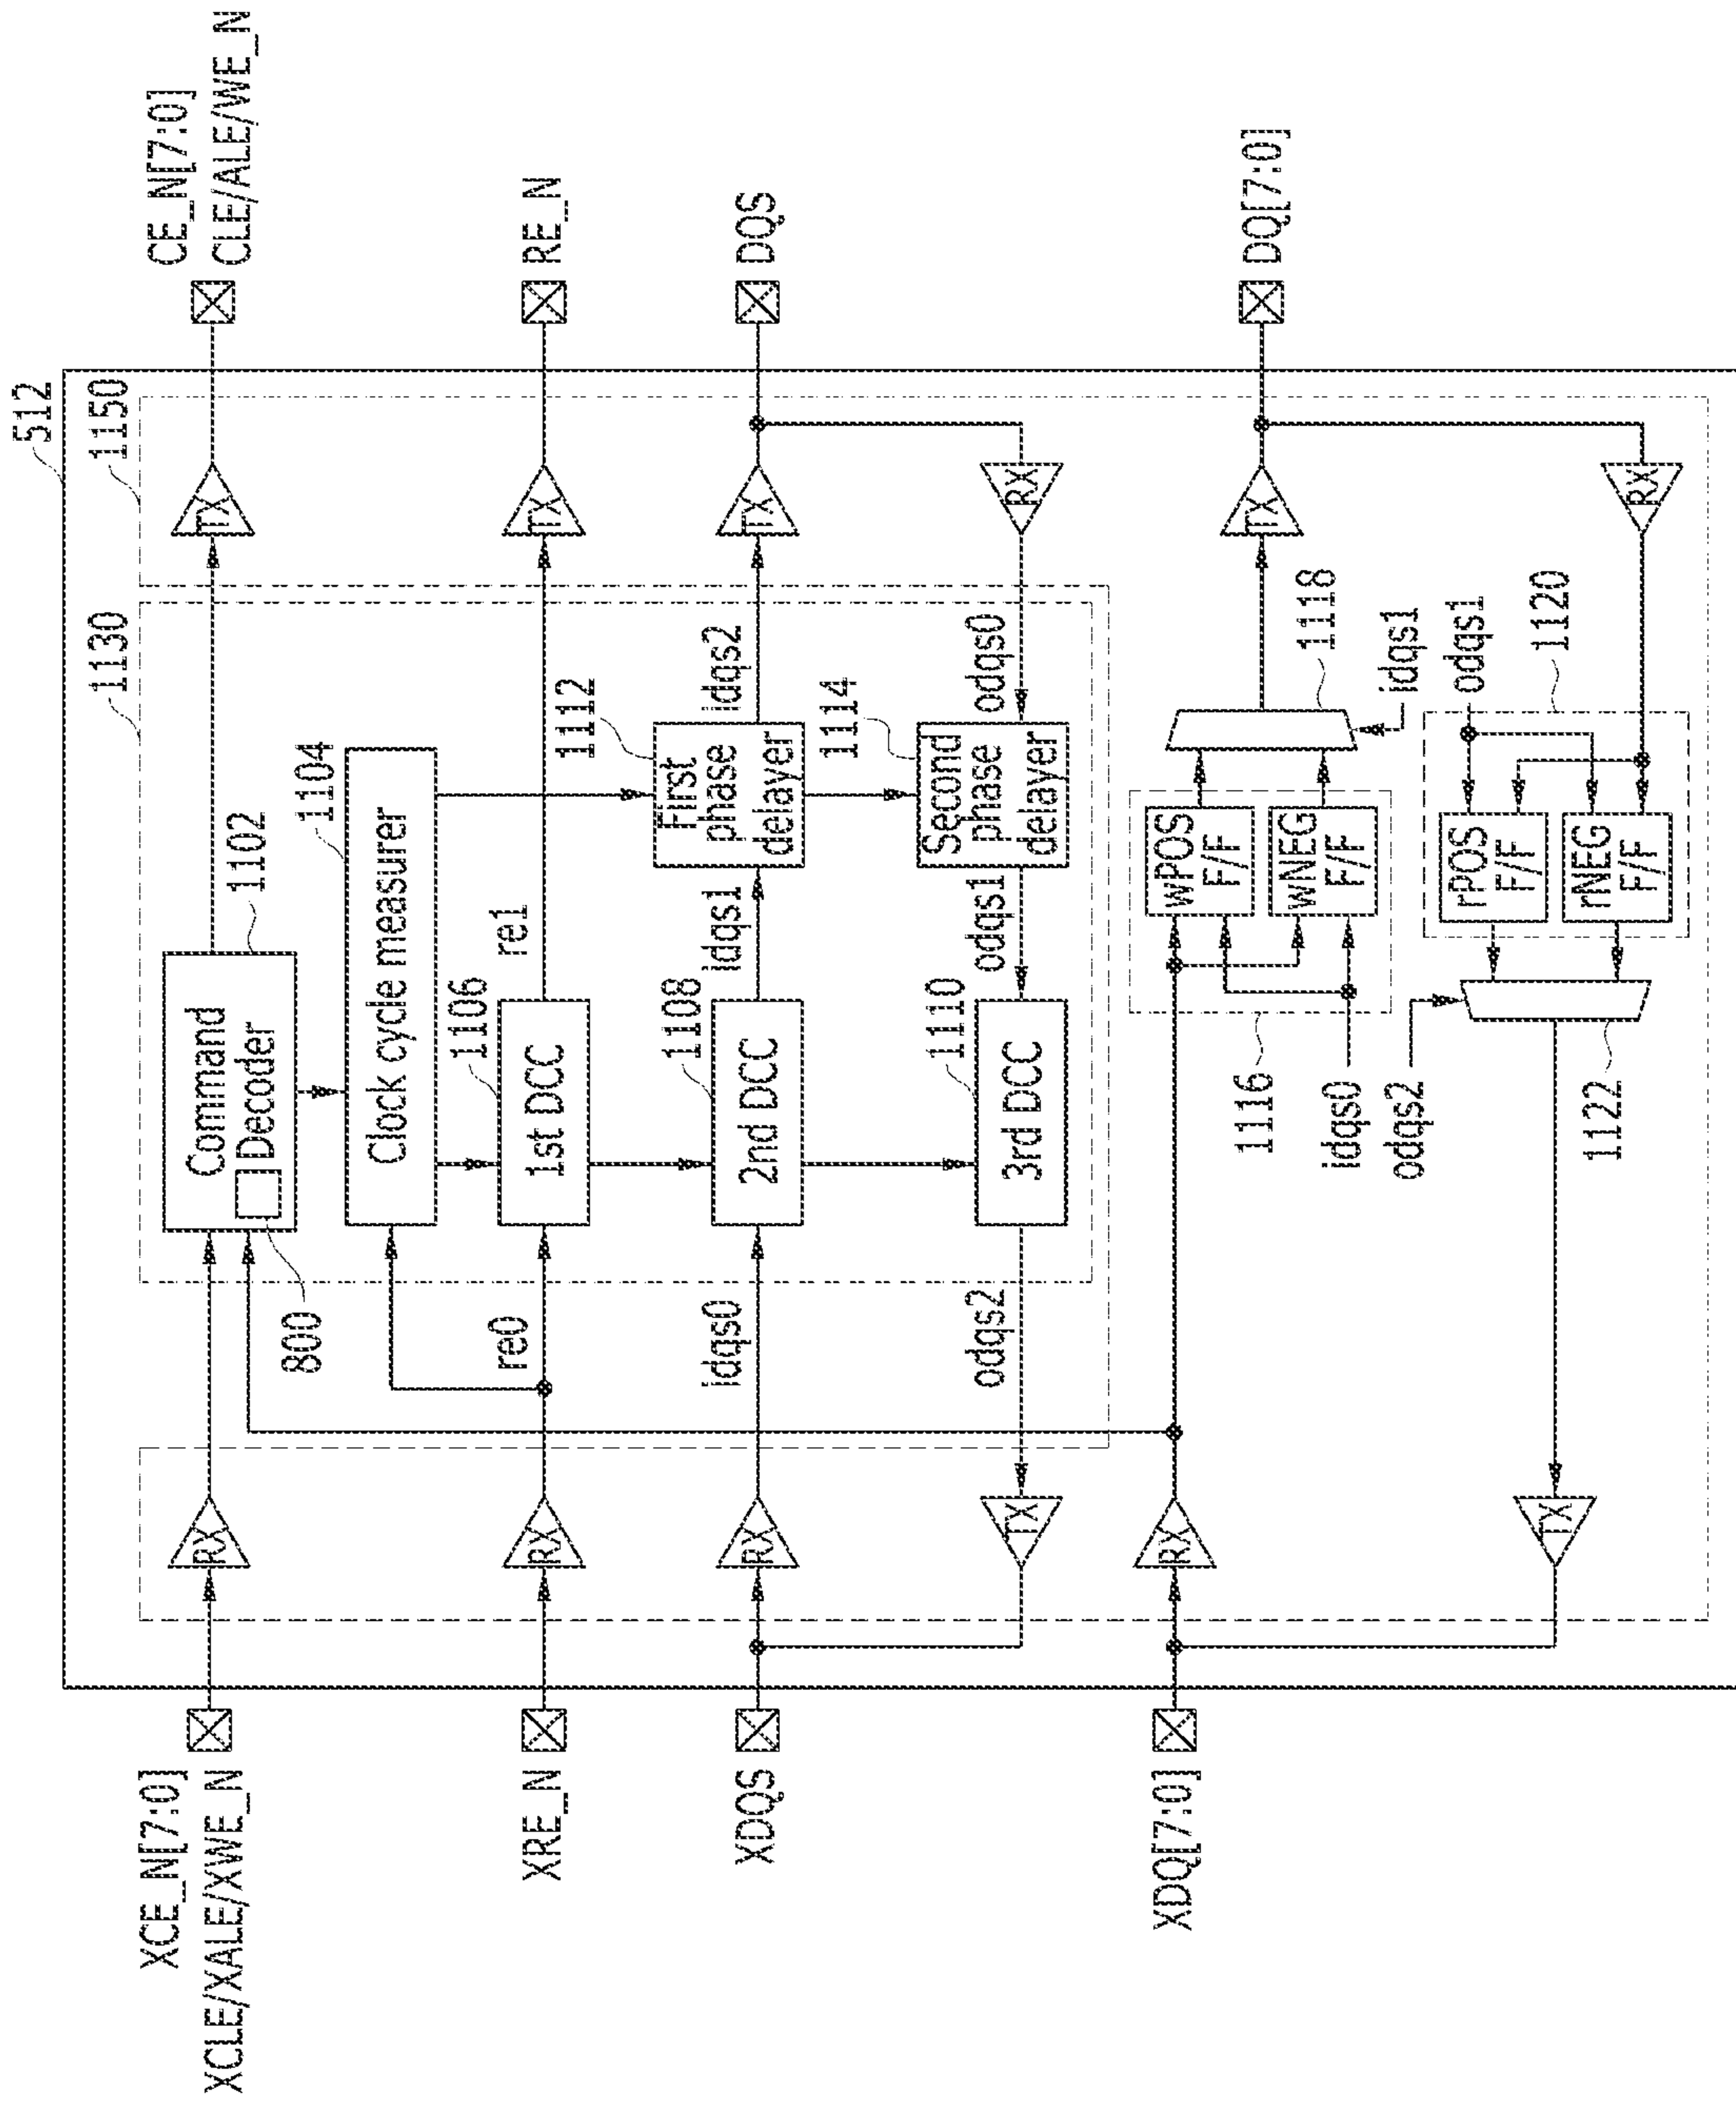 512
1150
1130
XCE_N[7:0]
XCLE/XALE/XWE_N
RX
Command
Decoder
800
1102
TX
CE_N[7:0]
CLE/ALE/WE_N
Clock cycle measurer
1104
XRE_N
RX
re0
1st DCC
1106
re1
TX
RE_N
XDQS
RX
idqs0
2nd DCC
1108
idqs1
First
phase
delayer
1112
idqs2
TX
DQS
TX
odqs2
3rd DCC
1110
odqs1
Second
phase
delayer
1114
odqs0
RX
XDQ[7:0]
RX
wPOS
F/F
wNEG
F/F
1116
idqs0
1118
idqs1
TX
DQ[7:0]
odqs2
TX
1122
rPOS
F/F
rNEG
F/F
odqs1
1120
RX